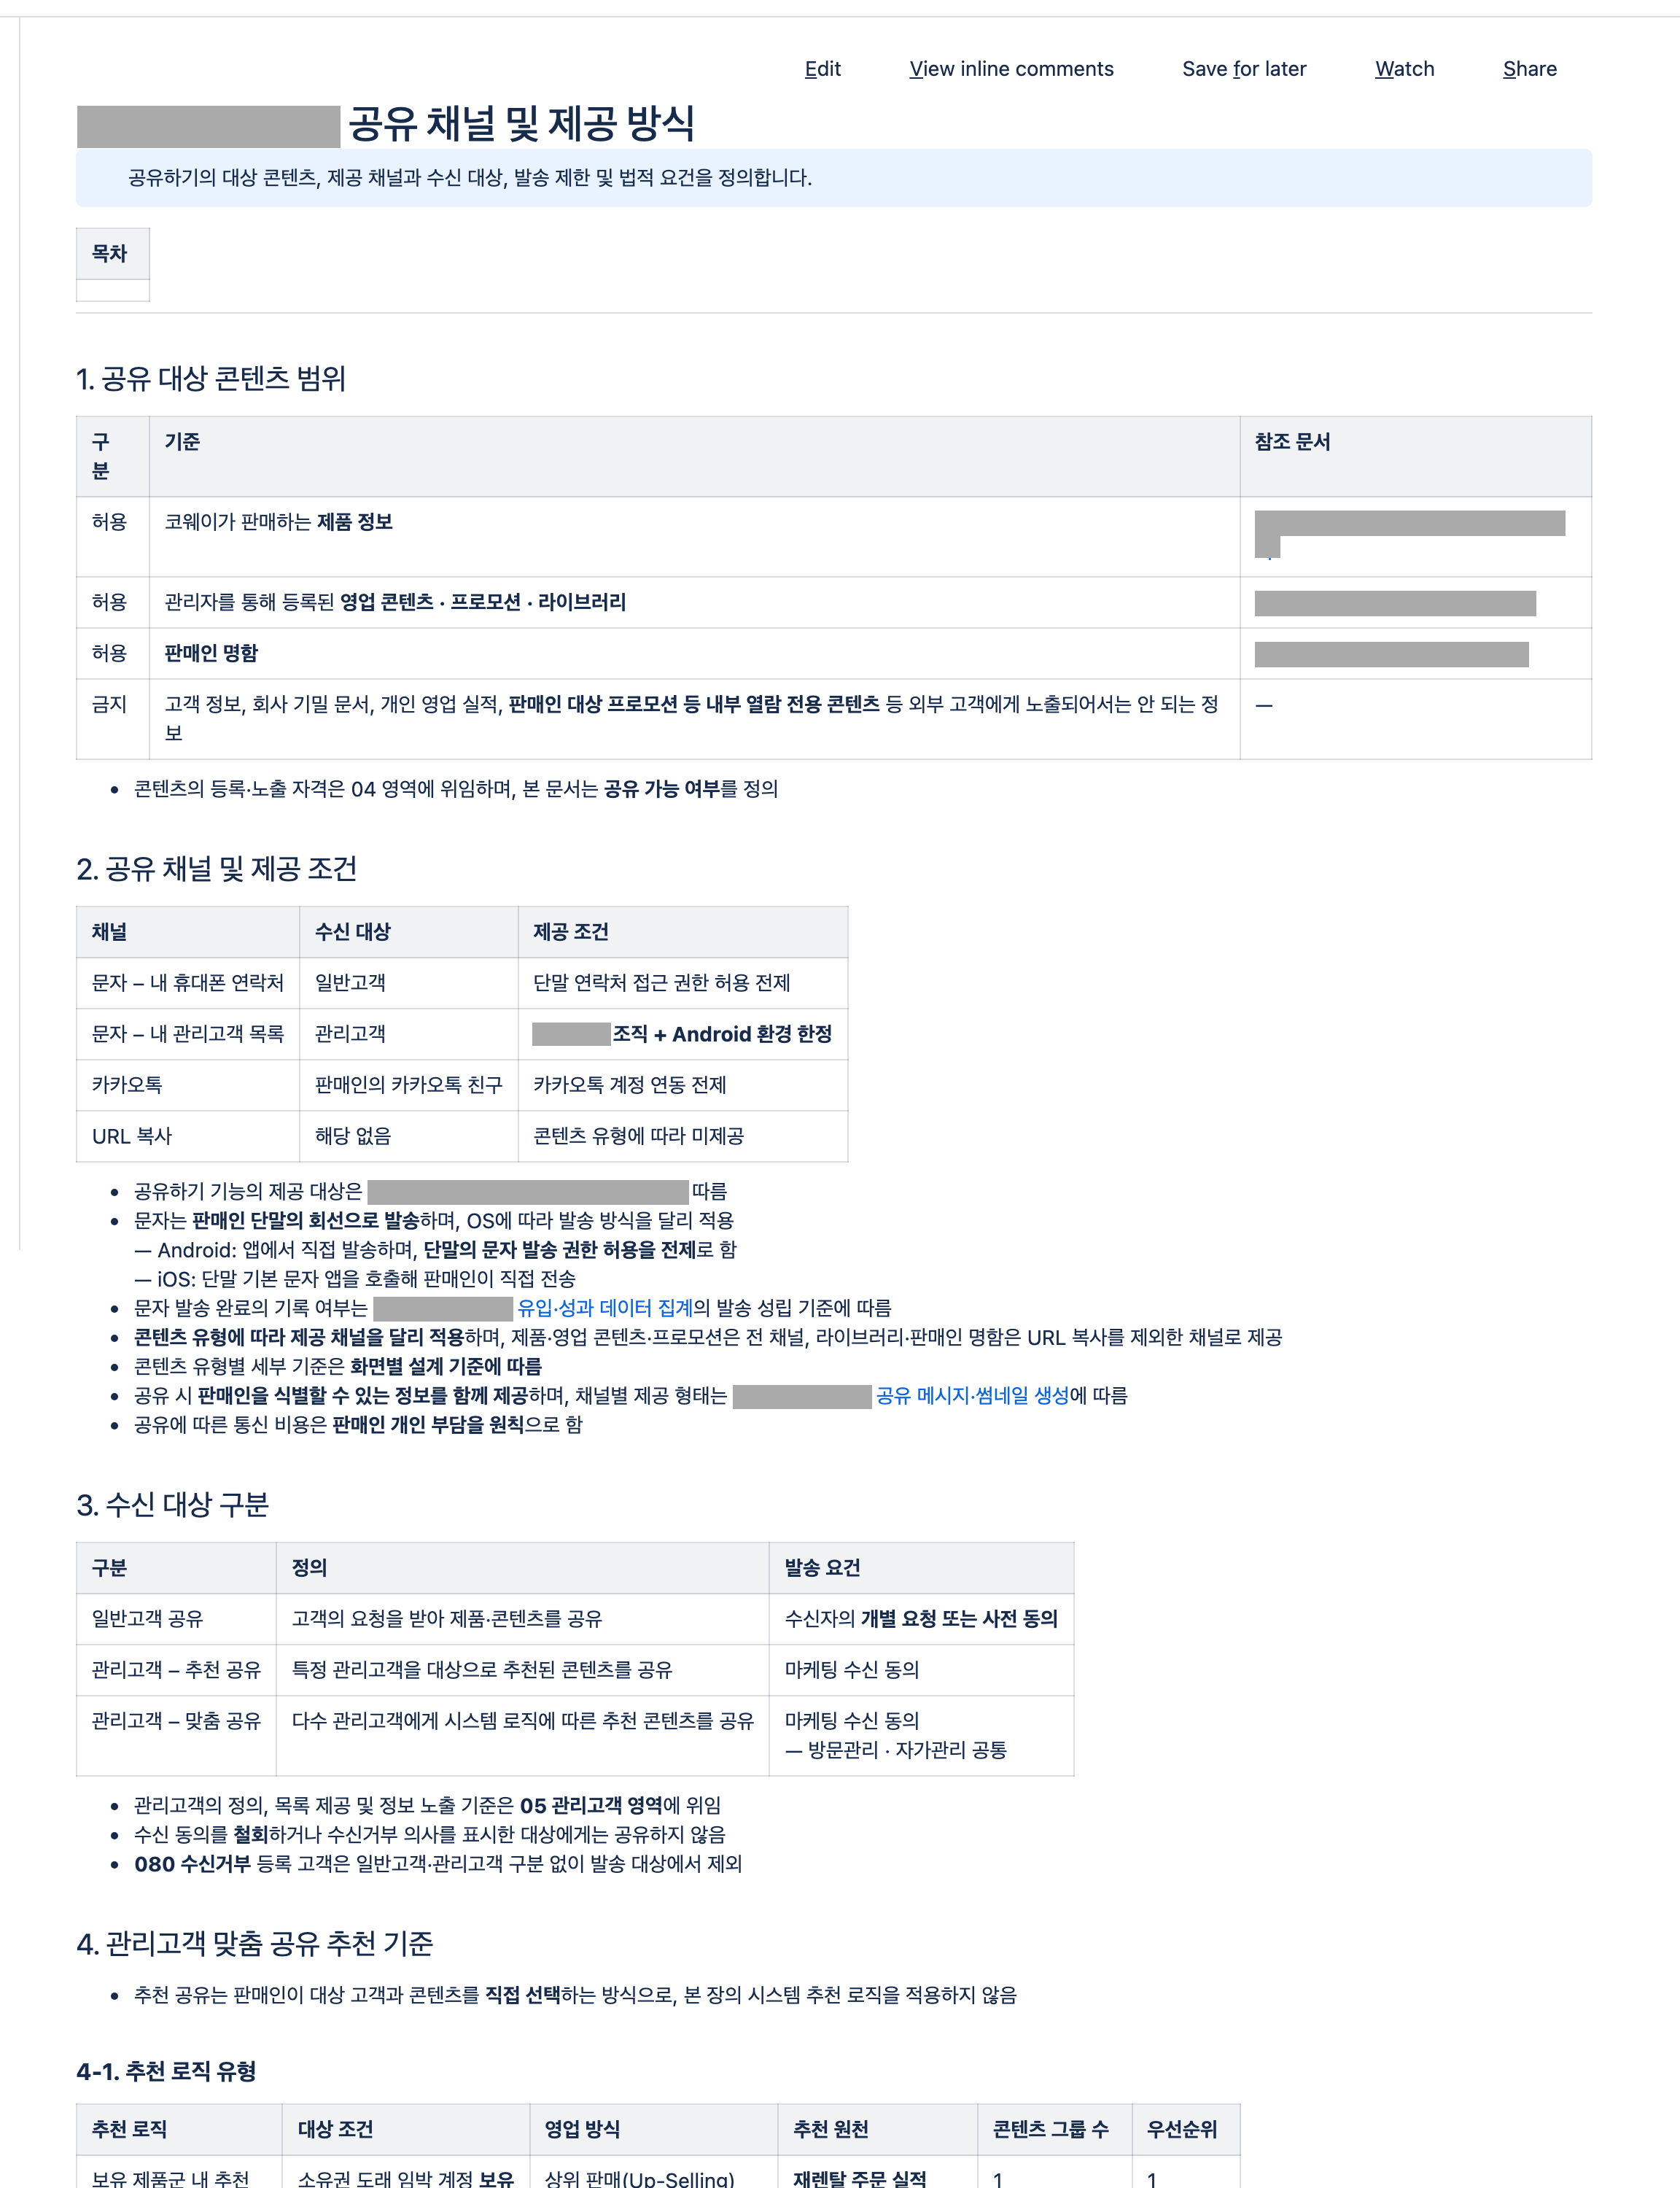 Edit View inline comments Save for later Watch Share
공유 채널 및 제공 방식
공유하기의 대상 콘텐츠, 제공 채널과 수신 대상, 발송 제한 및 법적 요건을 정의합니다.
목차
1. 공유 대상 콘텐츠 범위
구분 기준 참조 문서
허용 코웨이가 판매하는 제품 정보
허용 관리자를 통해 등록된 영업 콘텐츠 · 프로모션 · 라이브러리
허용 판매인 명함
금지 고객 정보, 회사 기밀 문서, 개인 영업 실적, 판매인 대상 프로모션 등 내부 열람 전용 콘텐츠 등 외부 고객에게 노출되어서는 안 되는 정보 —
• 콘텐츠의 등록·노출 자격은 04 영역에 위임하며, 본 문서는 공유 가능 여부를 정의
2. 공유 채널 및 제공 조건
채널 수신 대상 제공 조건
문자 – 내 휴대폰 연락처 일반고객 단말 연락처 접근 권한 허용 전제
문자 – 내 관리고객 목록 관리고객 조직 + Android 환경 한정
카카오톡 판매인의 카카오톡 친구 카카오톡 계정 연동 전제
URL 복사 해당 없음 콘텐츠 유형에 따라 미제공
• 공유하기 기능의 제공 대상은 따름
• 문자는 판매인 단말의 회선으로 발송하며, OS에 따라 발송 방식을 달리 적용
— Android: 앱에서 직접 발송하며, 단말의 문자 발송 권한 허용을 전제로 함
— iOS: 단말 기본 문자 앱을 호출해 판매인이 직접 전송
• 문자 발송 완료의 기록 여부는 유입·성과 데이터 집계의 발송 성립 기준에 따름
• 콘텐츠 유형에 따라 제공 채널을 달리 적용하며, 제품·영업 콘텐츠·프로모션은 전 채널, 라이브러리·판매인 명함은 URL 복사를 제외한 채널로 제공
• 콘텐츠 유형별 세부 기준은 화면별 설계 기준에 따름
• 공유 시 판매인을 식별할 수 있는 정보를 함께 제공하며, 채널별 제공 형태는 공유 메시지·썸네일 생성에 따름
• 공유에 따른 통신 비용은 판매인 개인 부담을 원칙으로 함
3. 수신 대상 구분
구분 정의 발송 요건
일반고객 공유 고객의 요청을 받아 제품·콘텐츠를 공유 수신자의 개별 요청 또는 사전 동의
관리고객 – 추천 공유 특정 관리고객을 대상으로 추천된 콘텐츠를 공유 마케팅 수신 동의
관리고객 – 맞춤 공유 다수 관리고객에게 시스템 로직에 따른 추천 콘텐츠를 공유 마케팅 수신 동의
— 방문관리 · 자가관리 공통
• 관리고객의 정의, 목록 제공 및 정보 노출 기준은 05 관리고객 영역에 위임
• 수신 동의를 철회하거나 수신거부 의사를 표시한 대상에게는 공유하지 않음
• 080 수신거부 등록 고객은 일반고객·관리고객 구분 없이 발송 대상에서 제외
4. 관리고객 맞춤 공유 추천 기준
• 추천 공유는 판매인이 대상 고객과 콘텐츠를 직접 선택하는 방식으로, 본 장의 시스템 추천 로직을 적용하지 않음
4-1. 추천 로직 유형
추천 로직 대상 조건 영업 방식 추천 원천 콘텐츠 그룹 수 우선순위
보유 제품군 내 추천 소유권 도래 임박 계정 보유 상위 판매(Up-Selling) 재렌탈 주문 실적 1 1